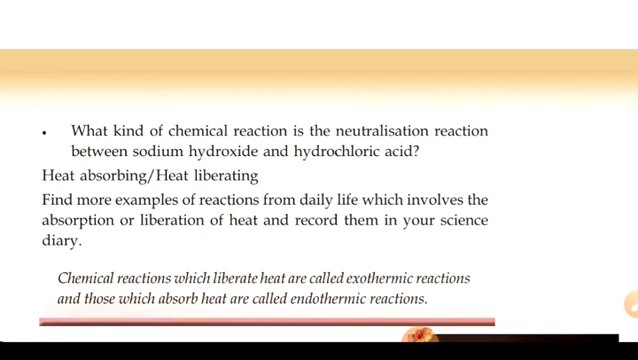 • What kind of chemical reaction is the neutralisation reaction
between sodium hydroxide and hydrochloric acid?
Heat absorbing/Heat liberating
Find more examples of reactions from daily life which involves the
absorption or liberation of heat and record them in your science
diary.
Chemical reactions which liberate heat are called exothermic reactions
and those which absorb heat are called endothermic reactions.